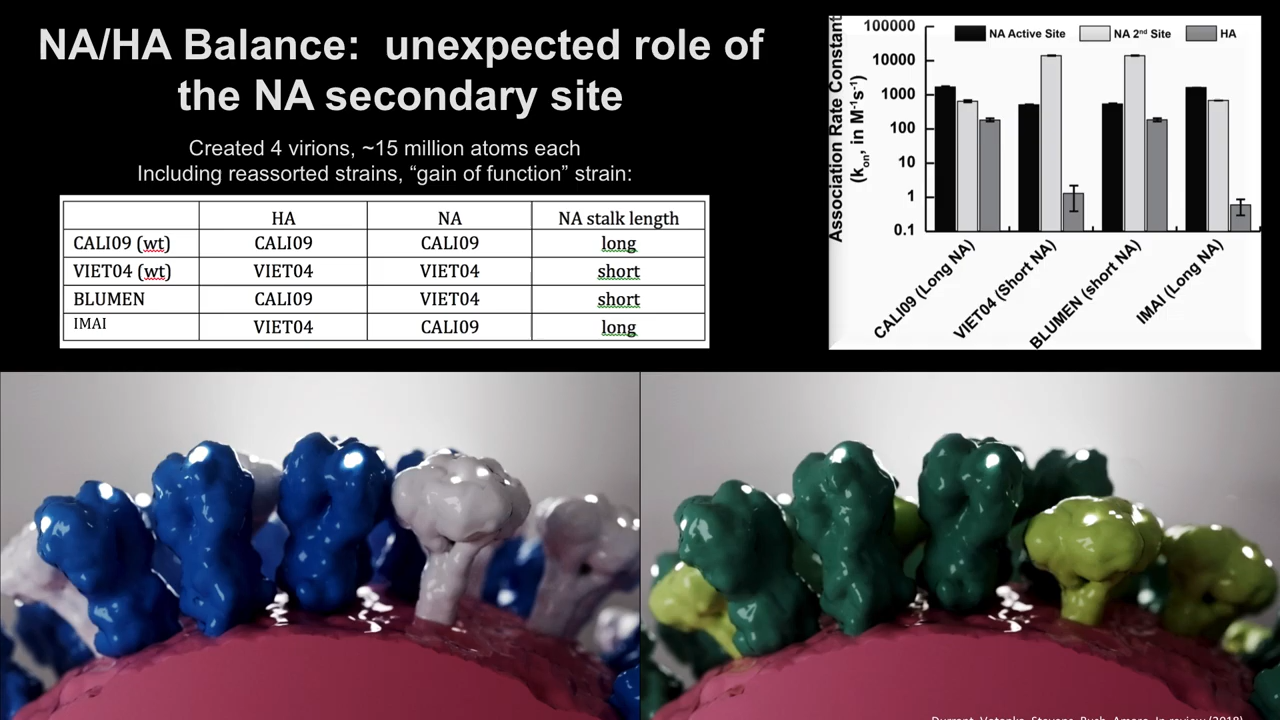 NA/HA Balance: unexpected role of
the NA secondary site
Created 4 virions, ~15 million atoms each
Including reassorted strains, “gain of function” strain:
HA NA NA stalk length
CALI09 (wt) CALI09 CALI09 long
VIET04 (wt) VIET04 VIET04 short
BLUMEN CALI09 VIET04 short
IMAI VIET04 CALI09 long
Association Rate Constant
(kon, in M-1s-1)
NA Active Site NA 2nd Site HA
100000
10000
1000
100
10
1
0.1
CALI09 (Long NA)
VIET04 (Short NA)
BLUMEN (short NA)
IMAI (Long NA)